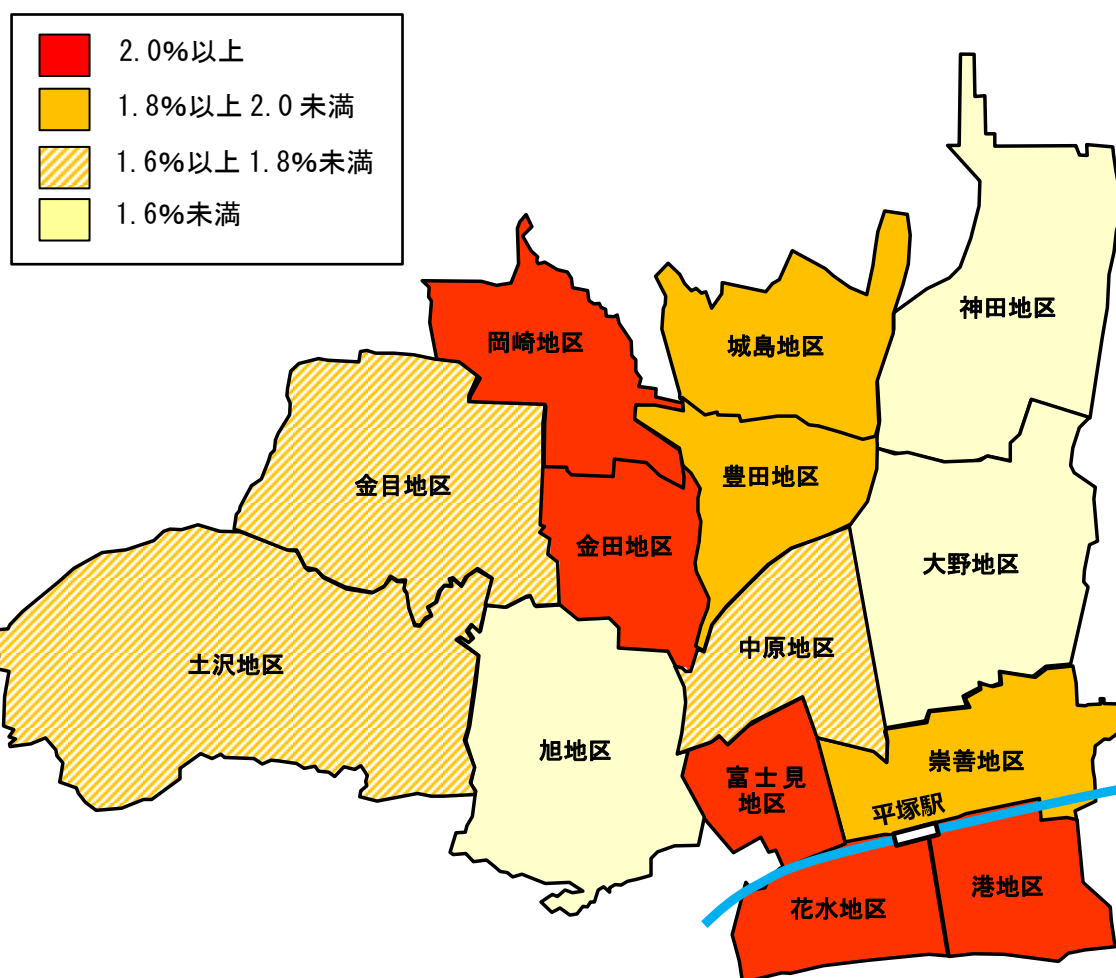 2.0%以上
1.8%以上 2.0 未満
1.6%以上 1.8%未満
1.6%未満
神田地区
岡崎地区
城島地区
金目地区
豊田地区
金田地区
大野地区
土沢地区
中原地区
旭地区
富士見
地区
崇善地区
平塚駅
花水地区
港地区